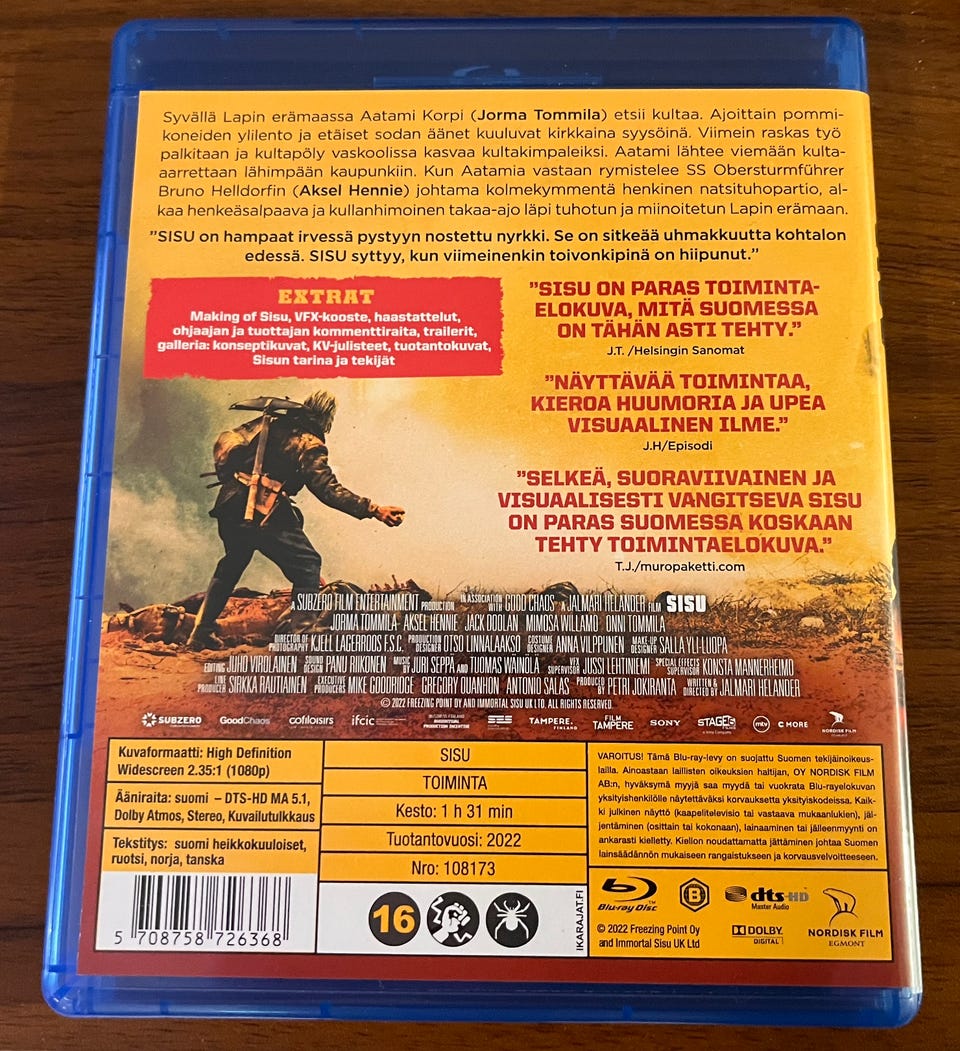 Syvällä Lapin erämaassa Aatami Korpi (Jorma Tommila) etsii kultaa. Ajoittain pommi-
koneiden ylilento ja etäiset sodan äänet kuuluvat kirkkaina syysöinä. Viimein raskas työ
palkitaan ja kultapöly vaskoolissa kasvaa kultakimpaleiksi. Aatami lähtee viemään kulta-
aarrettaan lähimpään kaupunkiin. Kun Aatamia vastaan rymistelee SS Obersturmführer
Bruno Helldorfin (Aksel Hennie) johtama kolmekymmentä henkinen natsituhopartio, al-
kaa henkeäsalpaava ja kullanhimoinen takaa-ajo läpi tuhotun ja miinoitetun Lapin erämaan.
”SISU on hampaat irvessä pystyyn nostettu nyrkki. Se on sitkeää uhmakkuutta kohtalon
edessä. SISU syttyy, kun viimeinenkin toivonkipinä on hiipunut.”
EXTRAT
Making of Sisu, VFX-kooste, haastattelut,
ohjaajan ja tuottajan kommenttiraita, trailerit,
galleria: konseptikuvat, KV-julisteet, tuotantokuvat,
Sisun tarina ja tekijät
”SISU ON PARAS TOIMINTA-
ELOKUVA, MITÄ SUOMESSA
ON TÄHÄN ASTI TEHTY.”
J.T. /Helsingin Sanomat
”NÄYTTÄVÄÄ TOIMINTAA,
KIEROA HUUMORIA JA UPEA
VISUAALINEN ILME.”
J.H/Episodi
”SELKEÄ, SUORAVIIVAINEN JA
VISUAALISESTI VANGITSEVA SISU
ON PARAS SUOMESSA KOSKAAN
TEHTY TOIMINTAELOKUVA.”
T.J./muropaketti.com
A SUBZERO FILM ENTERTAINMENT PRODUCTION IN ASSOCIATION WITH GOOD CHAOS A JALMARI HELANDER FILM SISU
JORMA TOMMILA AKSEL HENNIE JACK DOOLAN MIMOSA WILLAMO ONNI TOMMILA
DIRECTOR OF PHOTOGRAPHY KJELL LAGERROOS F.S.C. PRODUCTION DESIGNER OTSO LINNALAAKSO COSTUME DESIGNER ANNA VILPPUNEN MAKE-UP DESIGNER SALLA YLI-LUOPA
EDITING JUHO VIROLAINEN SOUND DESIGN PANU RIIKONEN MUSIC BY JURI SEPPÄ AND TUOMAS WÄINÖLÄ VFX SUPERVISOR JUSSI LEHTINIEMI SPECIAL EFFECTS SUPERVISOR KONSTA MANNERHEIMO
LINE PRODUCER SIRKKA RAUTIAINEN EXECUTIVE PRODUCERS MIKE GOODRIDGE GREGORY OUANHON ANTONIO SALAS PRODUCED BY PETRI JOKIRANTA WRITTEN & DIRECTED BY JALMARI HELANDER
© 2022 FREEZING POINT OY AND IMMORTAL SISU UK LTD. ALL RIGHTS RESERVED.
SUBZERO GoodChaos cofiloisirs ifcic TAMPERE. FINLAND FILM TAMPERE SONY STAGE6 mtv C MORE NORDISK FILM
Kuvaformaatti: High Definition
Widescreen 2.35:1 (1080p)
Ääniraita: suomi – DTS-HD MA 5.1,
Dolby Atmos, Stereo, Kuvailutulkkaus
Tekstitys: suomi heikkokuuloiset,
ruotsi, norja, tanska
5 708758 726368
SISU
TOIMINTA
Kesto: 1 h 31 min
Tuotantovuosi: 2022
Nro: 108173
16
IKARAJAT.FI
VAROITUS! Tämä Blu-ray-levy on suojattu Suomen tekijäinoikeus-
lailla. Ainoastaan laillisten oikeuksien haltijan, OY NORDISK FILM
AB:n, hyväksymä myyjä saa myydä tai vuokrata Blu-rayelokuvan
yksityishenkilölle näytettäväksi korvauksetta yksityiskodeissa. Kaik-
ki julkinen näyttö (kaapelitelevisio tai vastaava mukaanlukien), jäl-
jentäminen (osittain tai kokonaan), lainaaminen tai jälleenmyynti on
ankarasti kielletty. Kiellon noudattamatta jättäminen johtaa Suomen
lainsäädännön mukaiseen rangaistukseen ja korvausvelvoitteeseen.
Blu-ray Disc B dts-HD Master Audio
© 2022 Freezing Point Oy
and Immortal Sisu UK Ltd
DOLBY DIGITAL
NORDISK FILM
EGMONT